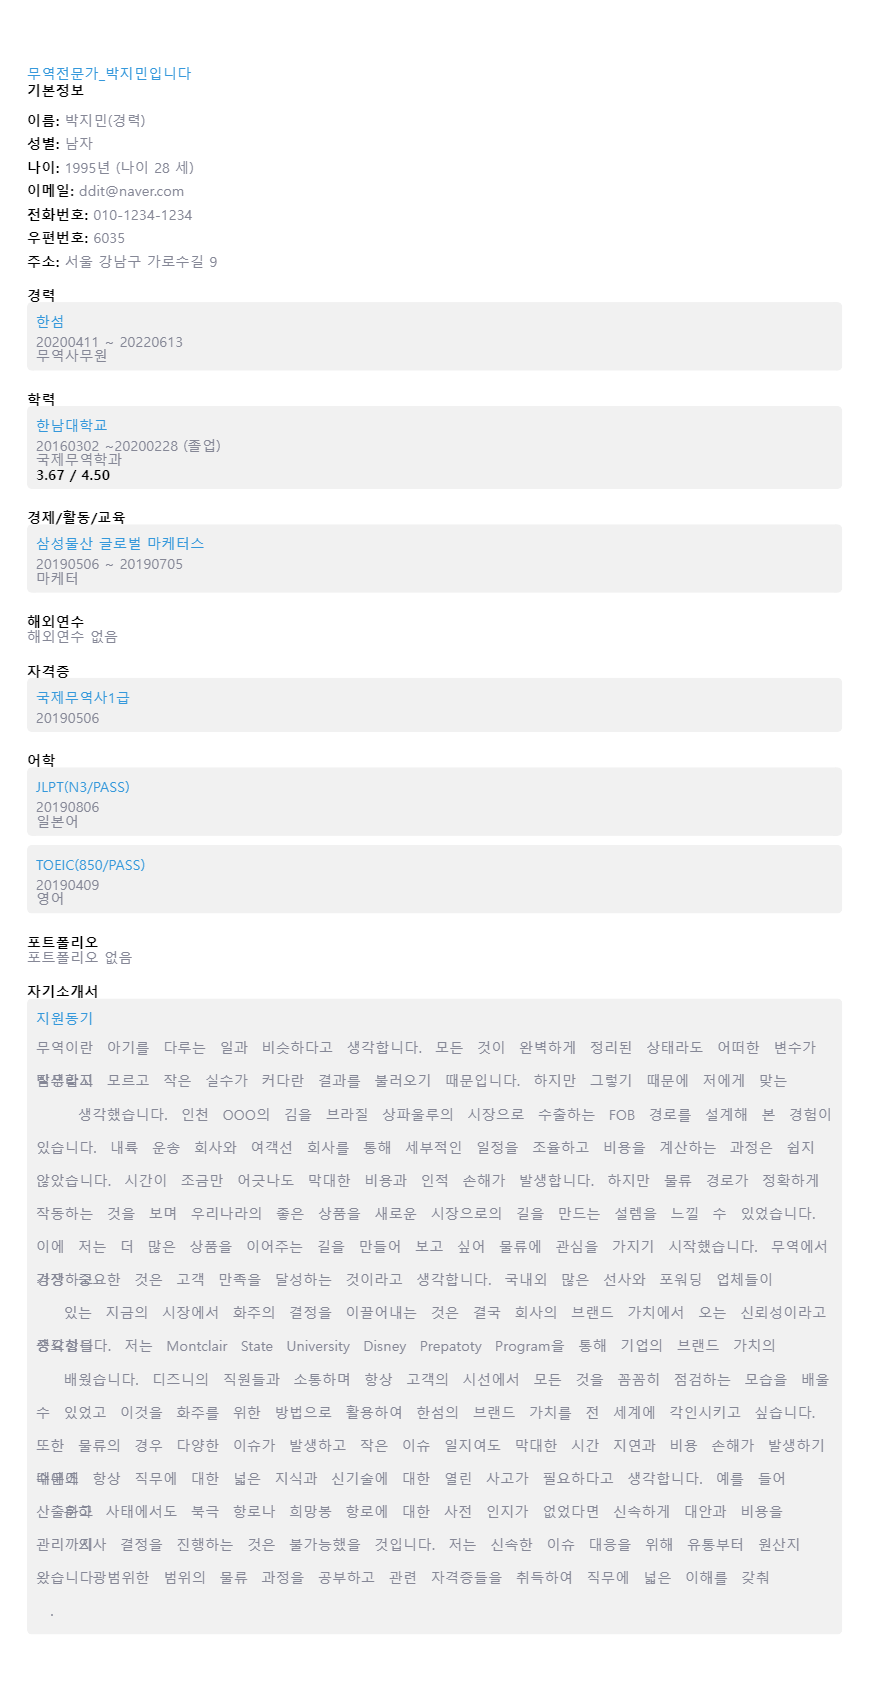 무역전문가_박지민입니다
기본정보
이름: 박지민(경력)
성별: 남자
나이: 1995년 (나이 28 세)
이메일: ddit@naver.com
전화번호: 010-1234-1234
우편번호: 6035
주소: 서울 강남구 가로수길 9
경력
한섬
20200411 ~ 20220613
무역사무원
학력
한남대학교
20160302 ~20200228 (졸업)
국제무역학과
3.67 / 4.50
경제/활동/교육
삼성물산 글로벌 마케터스
20190506 ~ 20190705
마케터
해외연수
해외연수 없음
자격증
국제무역사1급
20190506
어학
JLPT(N3/PASS)
20190806
일본어
TOEIC(850/PASS)
20190409
영어
포트폴리오
포트폴리오 없음
자기소개서
지원동기
무역이란 아기를 다루는 일과 비슷하다고 생각합니다. 모든 것이 완벽하게 정리된 상태라도 어떠한 변수가
모르고 작은 실수가 커다란 결과를 불러오기 때문입니다. 하지만 그렇기 때문에 저에게 맞는
생각했습니다. 인천 OOO의 김을 브라질 상파울루의 시장으로 수출하는 FOB 경로를 설계해 본 경험이
있습니다. 내륙 운송 회사와 여객선 회사를 통해 세부적인 일정을 조율하고 비용을 계산하는 과정은 쉽지
않았습니다. 시간이 조금만 어긋나도 막대한 비용과 인적 손해가 발생합니다. 하지만 물류 경로가 정확하게
작동하는 것을 보며 우리나라의 좋은 상품을 새로운 시장으로의 길을 만드는 설렘을 느낄 수 있었습니다.
이에 저는 더 많은 상품을 이어주는 길을 만들어 보고 싶어 물류에 관심을 가지기 시작했습니다. 무역에서
것은 고객 만족을 달성하는 것이라고 생각합니다. 국내외 많은 선사와 포워딩 업체들이
있는 지금의 시장에서 화주의 결정을 이끌어내는 것은 결국 회사의 브랜드 가치에서 오는 신뢰성이라고
저는 Montclair State University Disney Prepatoty Program을 통해 기업의 브랜드 가치의
배웠습니다. 디즈니의 직원들과 소통하며 항상 고객의 시선에서 모든 것을 꼼꼼히 점검하는 모습을 배울
수 있었고 이것을 화주를 위한 방법으로 활용하여 한섬의 브랜드 가치를 전 세계에 각인시키고 싶습니다.
또한 물류의 경우 다양한 이슈가 발생하고 작은 이슈 일지여도 막대한 시간 지연과 비용 손해가 발생하기
항상 직무에 대한 넓은 지식과 신기술에 대한 열린 사고가 필요하다고 생각합니다. 예를 들어
사태에서도 북극 항로나 희망봉 항로에 대한 사전 인지가 없었다면 신속하게 대안과 비용을
결정을 진행하는 것은 불가능했을 것입니다. 저는 신속한 이슈 대응을 위해 유통부터 원산지
왔습니다광범위한 범위의 물류 과정을 공부하고 관련 자격증들을 취득하여 직무에 넓은 이해를 갖춰
.